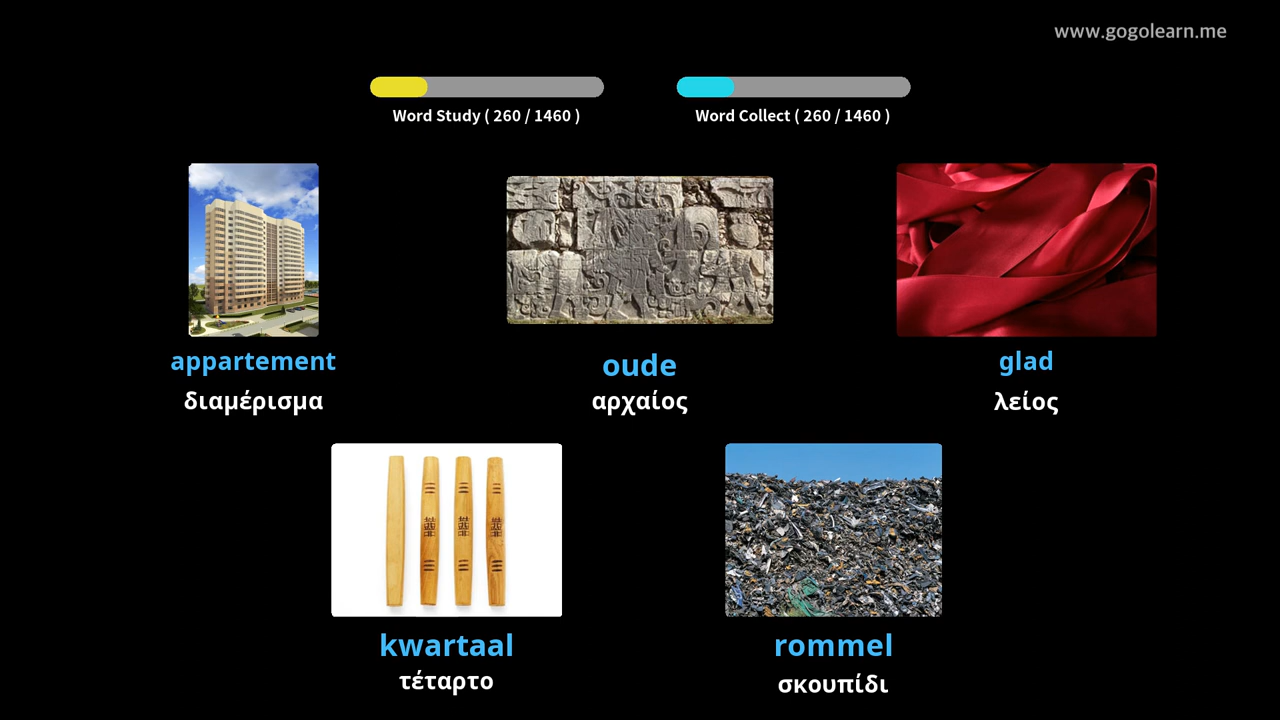 www.gogolearn.me
Word Study ( 260 / 1460 )
Word Collect ( 260 / 1460 )
appartement
διαμέρισμα
oude
αρχαίος
glad
λείος
kwartaal
τέταρτο
rommel
σκουπίδι